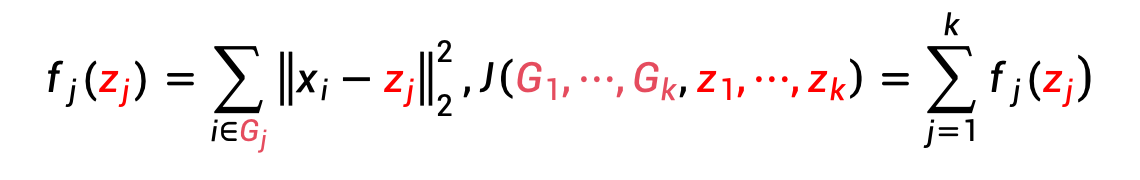 f_j(z_j) = ∑_{i∈G_j} ‖x_i − z_j‖_2^2 , J(G_1, ⋯, G_k, z_1, ⋯, z_k) = ∑_{j=1}^{k} f_j(z_j)